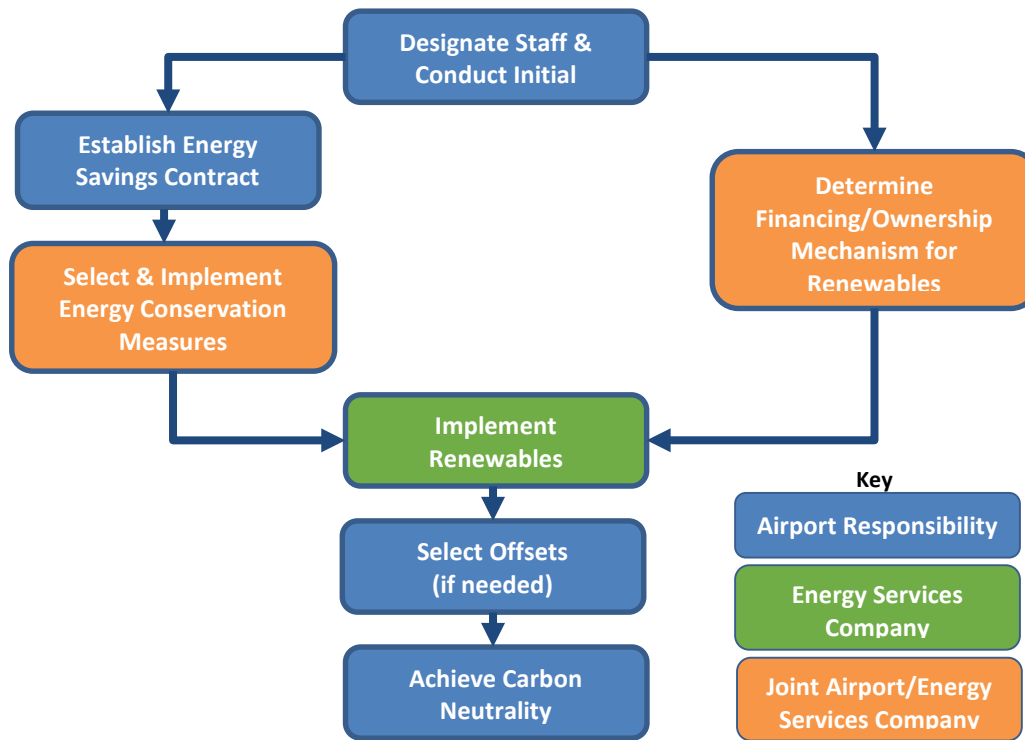 Designate Staff &
Conduct Initial
Establish Energy
Savings Contract
Determine
Financing/Ownership
Mechanism for
Renewables
Select & Implement
Energy Conservation
Measures
Implement
Renewables
Key
Airport Responsibility
Select Offsets
(if needed)
Energy Services
Company
Achieve Carbon
Neutrality
Joint Airport/Energy
Services Company